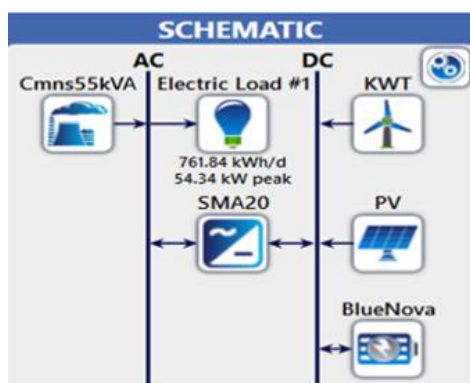 SCHEMATIC
AC DC
Cmns55kVA Electric Load #1 KWT
761.84 kWh/d
54.34 kW peak
SMA20 PV
BlueNova